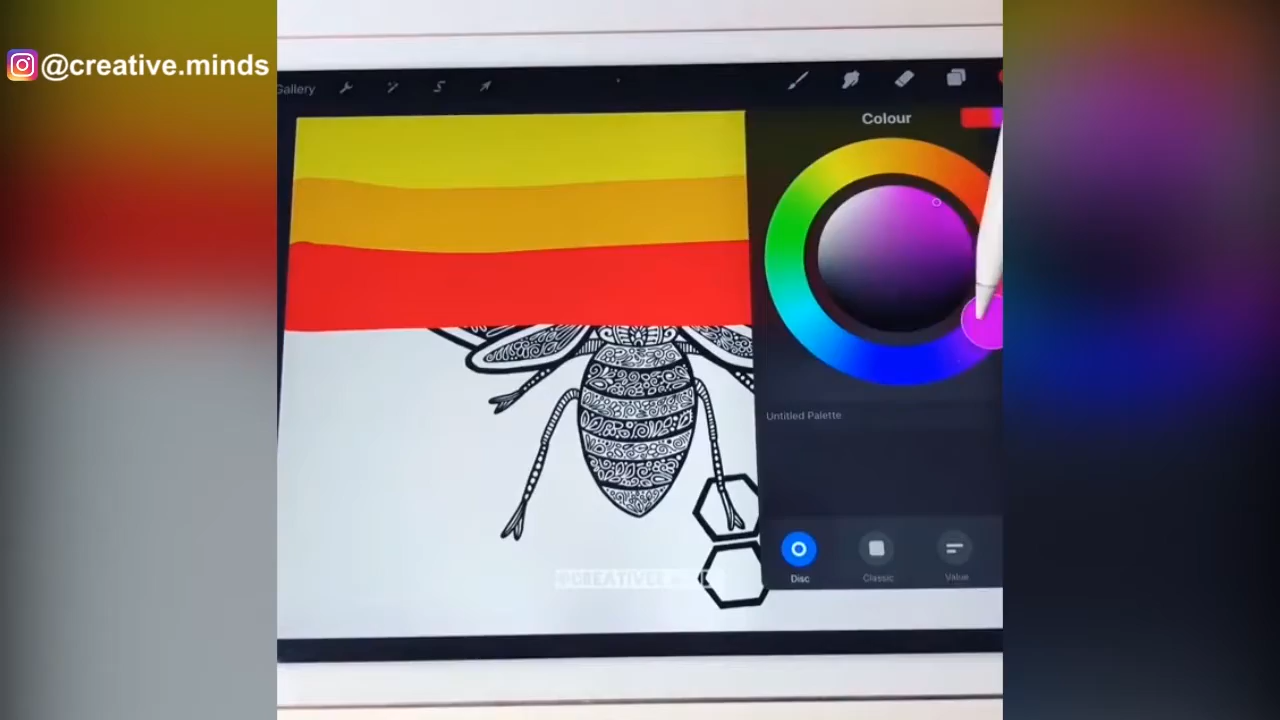 @creative.minds
Gallery
Colour
Untitled Palette
Disc
Classic
Value